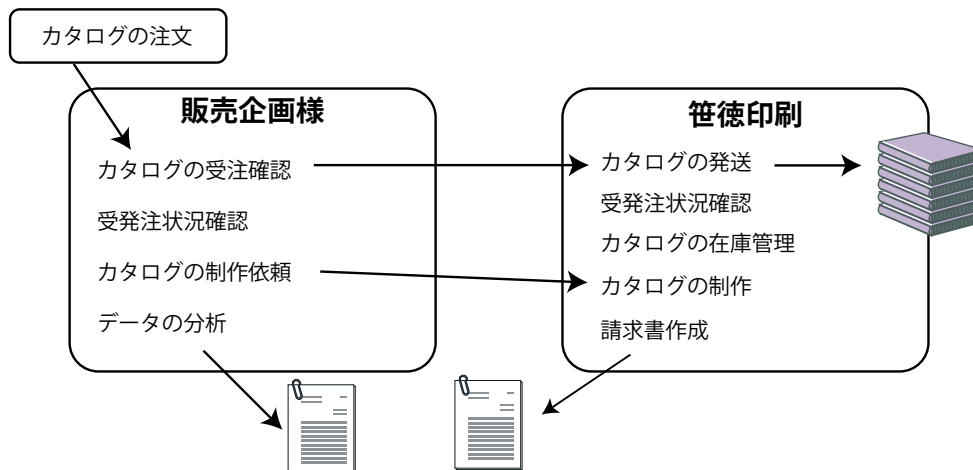 カタログの注文
販売企画様
カタログの受注確認
受発注状況確認
カタログの制作依頼
データの分析
笹徳印刷
カタログの発送
受発注状況確認
カタログの在庫管理
カタログの制作
請求書作成